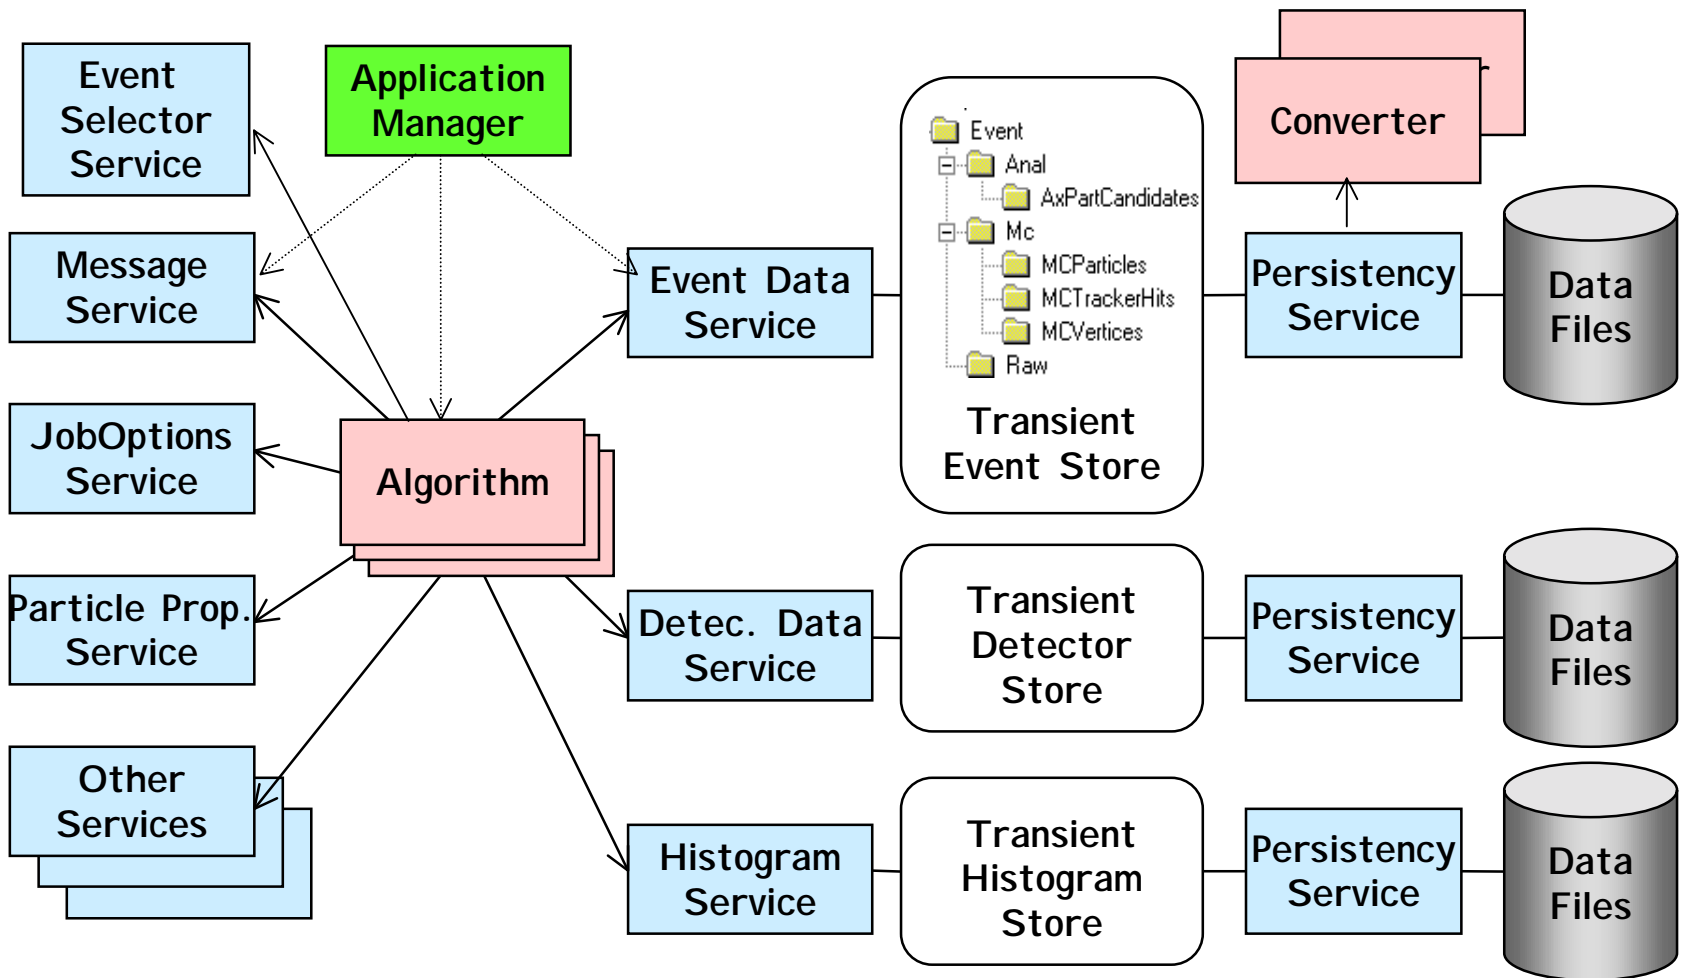 Event
Selector
Service
Application
Manager
Event
Anal
AxPartCandidates
Mc
MCParticles
MCTrackerHits
MCVertices
Raw
Transient
Event Store
r
Converter
Message
Service
Event Data
Service
Persistency
Service
Data
Files
JobOptions
Service
Algorithm
Particle Prop.
Service
Detec. Data
Service
Transient
Detector
Store
Persistency
Service
Data
Files
Other
Services
Histogram
Service
Transient
Histogram
Store
Persistency
Service
Data
Files